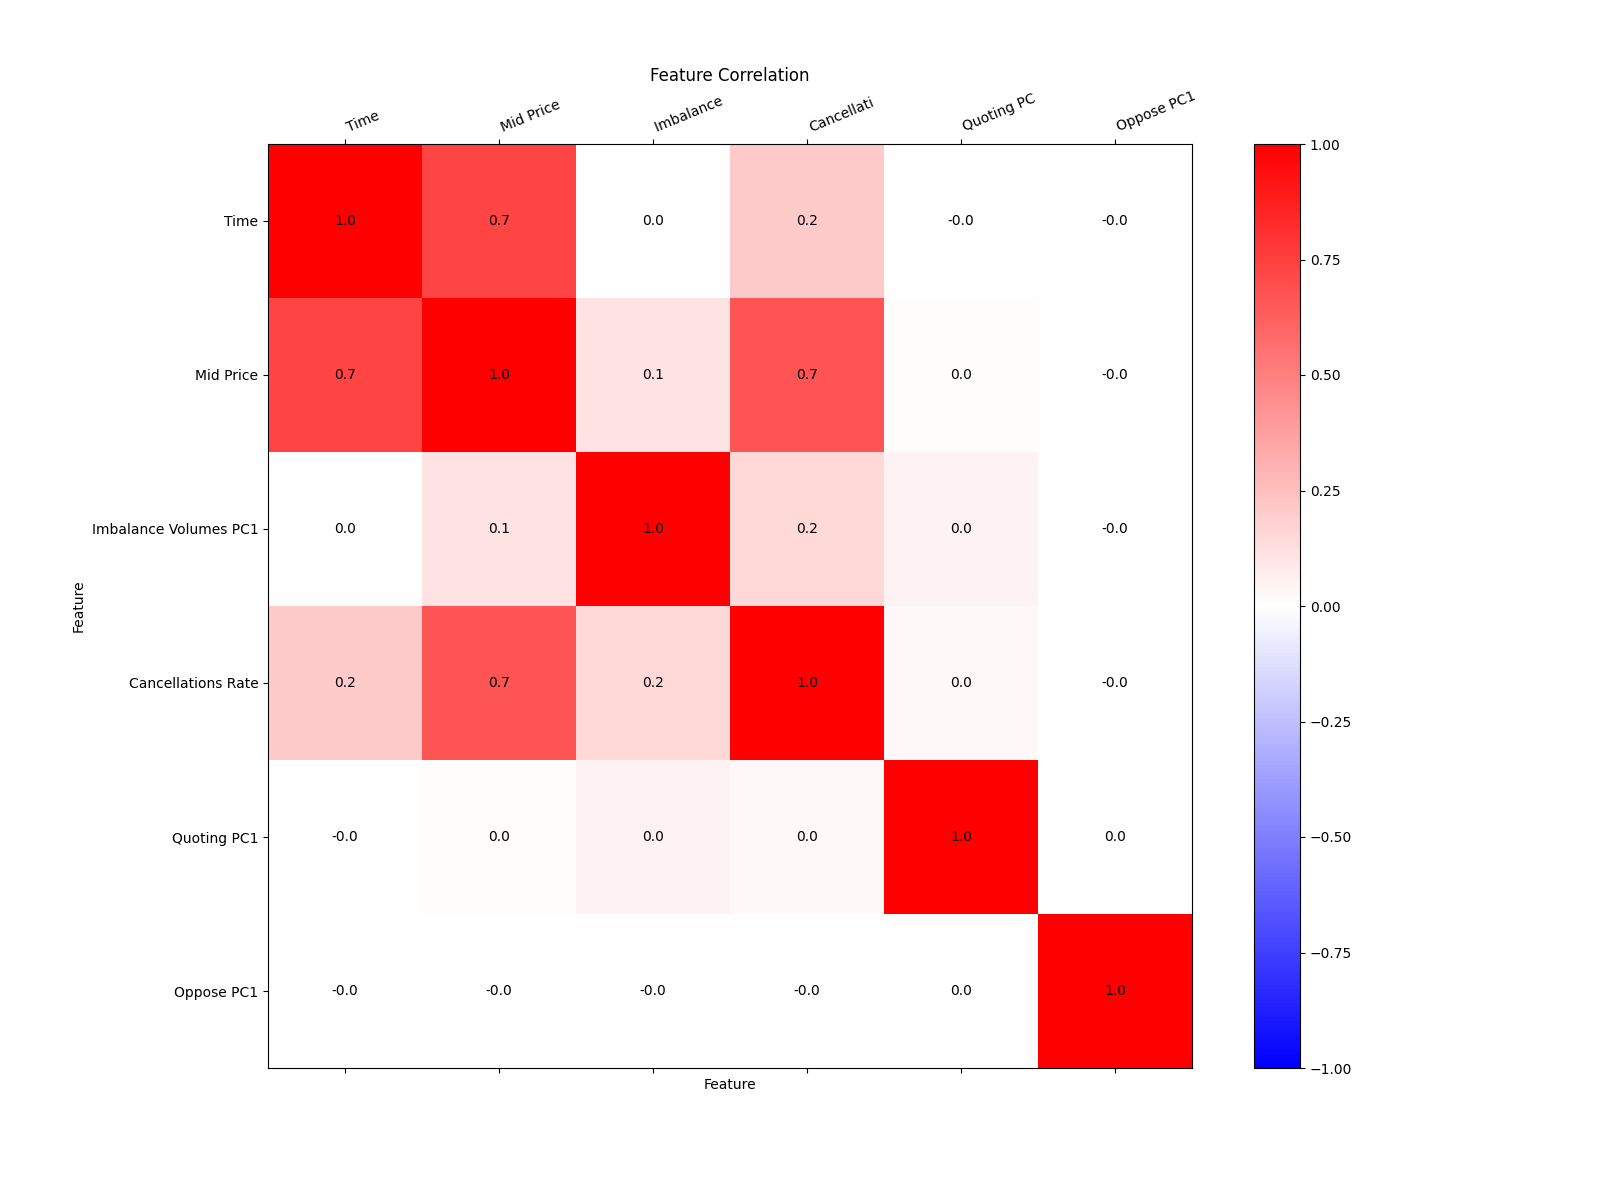 Feature Correlation
Time Mid Price Imbalance Cancellati Quoting PC Oppose PC1
Time 1.0 0.7 0.0 0.2 -0.0 -0.0
Mid Price 0.7 1.0 0.1 0.7 0.0 -0.0
Imbalance Volumes PC1 0.0 0.1 1.0 0.2 0.0 -0.0
Cancellations Rate 0.2 0.7 0.2 1.0 0.0 -0.0
Quoting PC1 -0.0 0.0 0.0 0.0 1.0 0.0
Oppose PC1 -0.0 -0.0 -0.0 -0.0 0.0 1.0
Feature
Feature
1.00
0.75
0.50
0.25
0.00
−0.25
−0.50
−0.75
−1.00